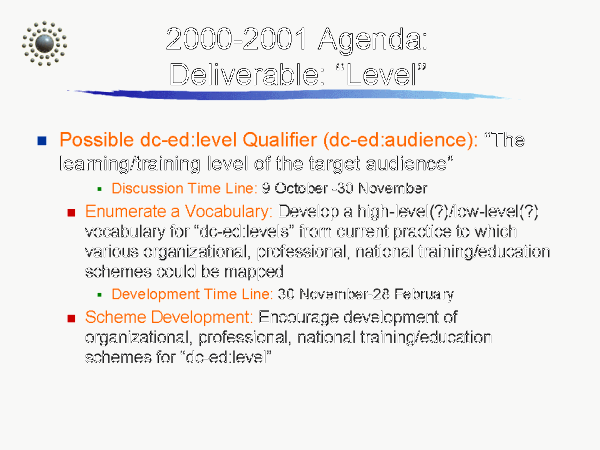 2000-2001 Agenda:
Deliverable: “Level”
Possible dc-ed:level Qualifier (dc-ed:audience): “The
learning/training level of the target audience”
Discussion Time Line: 9 October -30 November
Enumerate a Vocabulary: Develop a high-level(?)/low-level(?)
vocabulary for “dc-ed:levels” from current practice to which
various organizational, professional, national training/education
schemes could be mapped
Development Time Line: 30 November-28 February
Scheme Development: Encourage development of
organizational, professional, national training/education
schemes for “dc-ed:level”